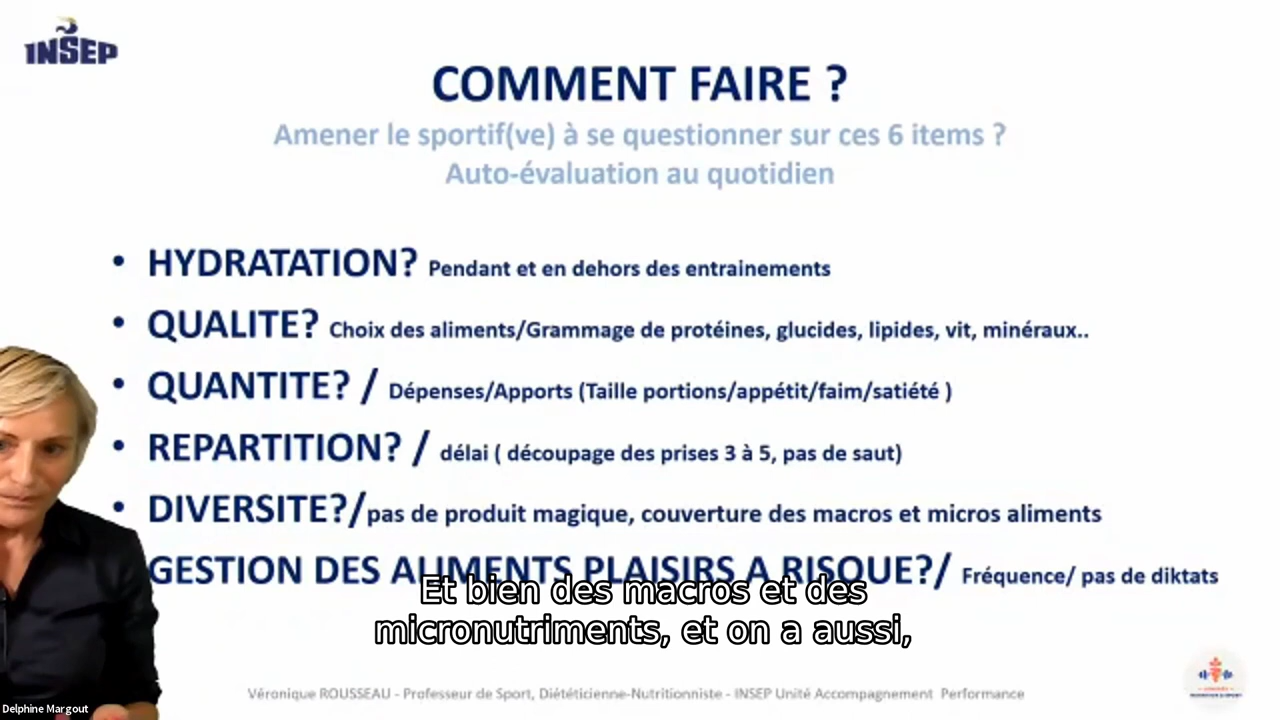 INSEP
COMMENT FAIRE ?
Amener le sportif(ve) à se questionner sur ces 6 items ?
Auto-évaluation au quotidien
• HYDRATATION? Pendant et en dehors des entrainements
• QUALITE? Choix des aliments/Grammage de protéines, glucides, lipides, vit, minéraux..
• QUANTITE? / Dépenses/Apports (Taille portions/appétit/faim/satiété )
• REPARTITION? / délai ( découpage des prises 3 à 5, pas de saut)
• DIVERSITE?/pas de produit magique, couverture des macros et micros aliments
GESTION DES ALIMENTS PLAISIRS A RISQUE?/ Fréquence/ pas de diktats
Et bien des macros et des
micronutriments, et on a aussi,
Véronique ROUSSEAU - Professeur de Sport, Diététicienne-Nutritionniste - INSEP Unité Accompagnement Performance
Delphine Margout